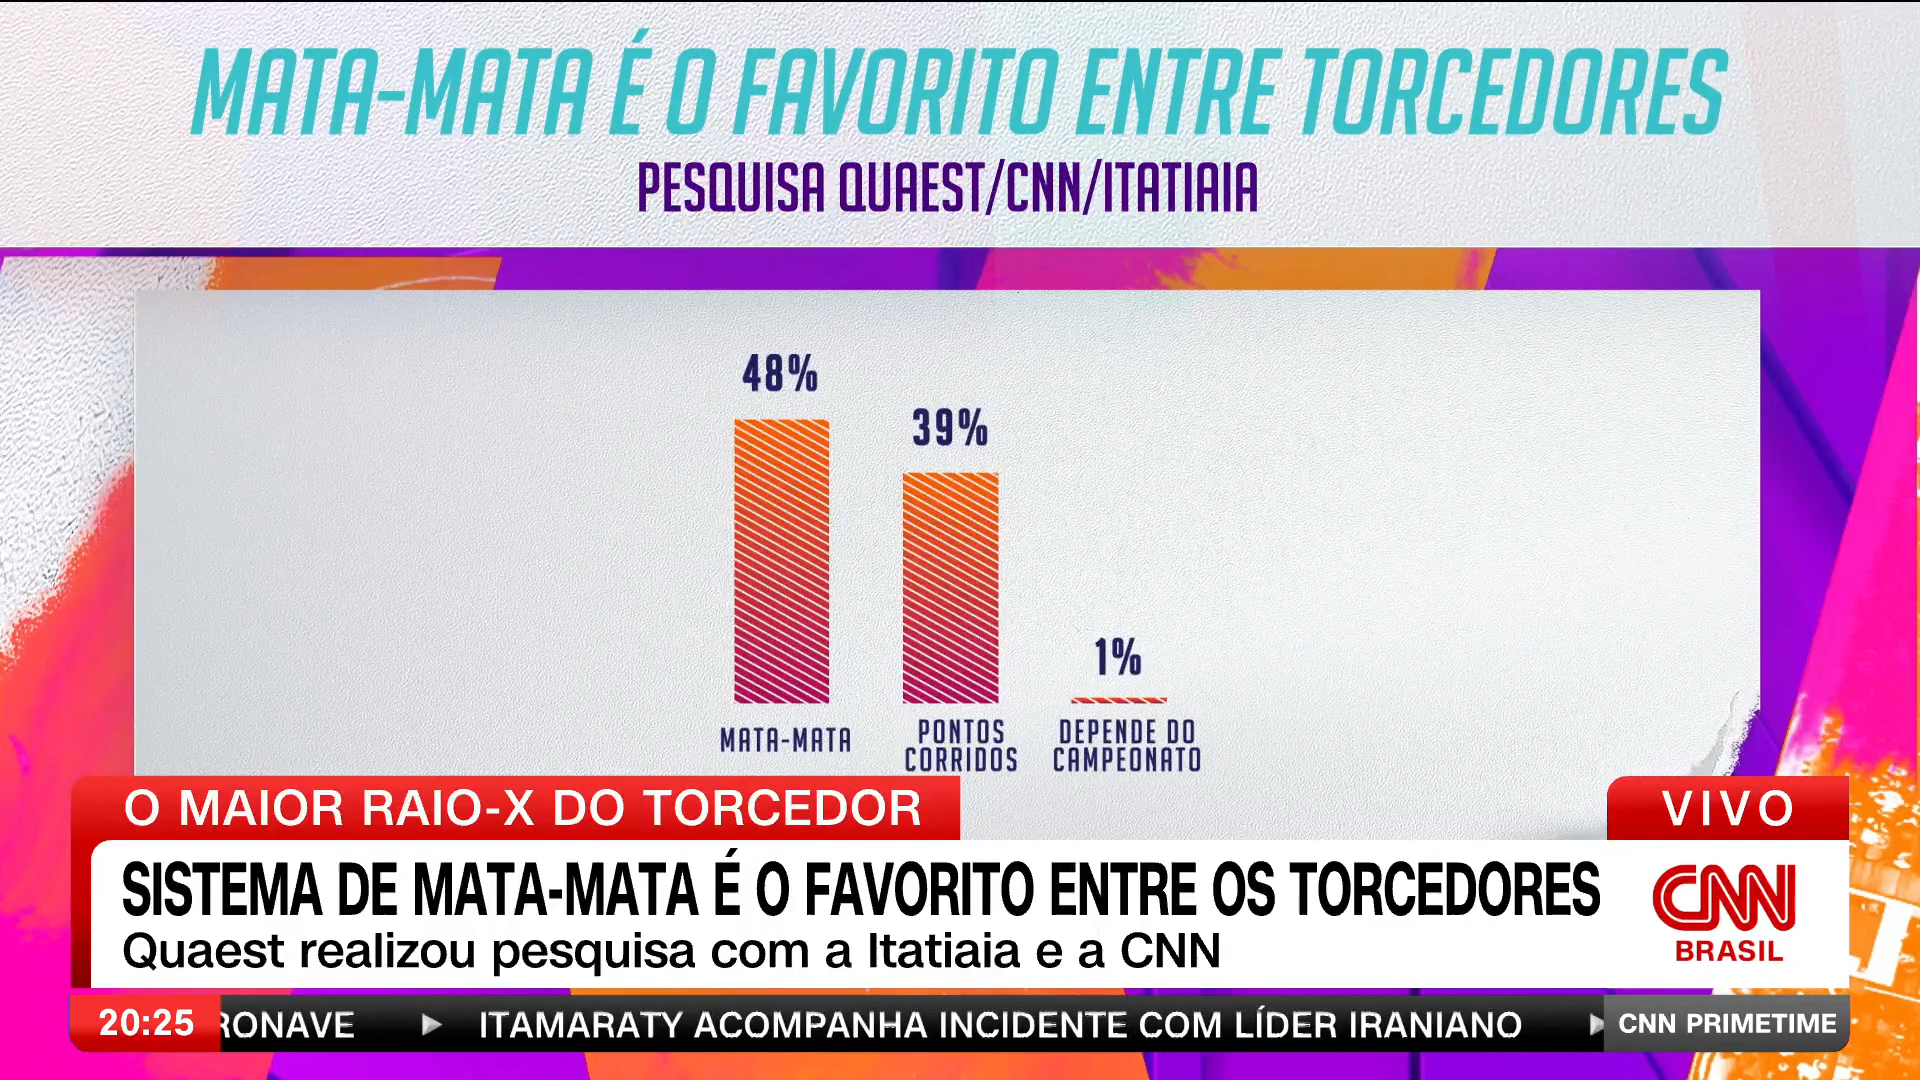 MATA-MATA É O FAVORITO ENTRE TORCEDORES
PESQUISA QUAEST/CNN/ITATIAIA
48%
39%
1%
MATA-MATA
PONTOS
CORRIDOS
DEPENDE DO
CAMPEONATO
O MAIOR RAIO-X DO TORCEDOR
VIVO
SISTEMA DE MATA-MATA É O FAVORITO ENTRE OS TORCEDORES
Quaest realizou pesquisa com a Itatiaia e a CNN
CNN
BRASIL
20:25
RONAVE ▶ ITAMARATY ACOMPANHA INCIDENTE COM LÍDER IRANIANO ▶
CNN PRIMETIME